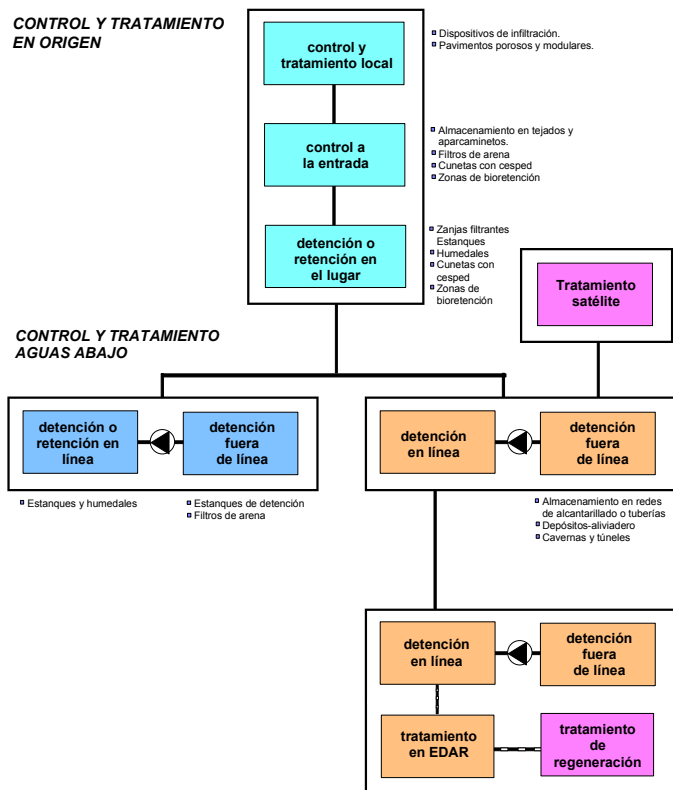 CONTROL Y TRATAMIENTO
EN ORIGEN
control y
tratamiento local
Dispositivos de infiltración.
Pavimentos porosos y modulares.
control a
la entrada
Almacenamiento en tejados y
aparcaminetos.
Filtros de arena
Cunetas con cesped
Zonas de bioretención
detención o
retención en
el lugar
Zanjas filtrantes
Estanques
Humedales
Cunetas con
cesped
Zonas de
bioretención
Tratamiento
satélite
CONTROL Y TRATAMIENTO
AGUAS ABAJO
detención o
retención en
línea
detención
fuera
de línea
Estanques y humedales
Estanques de detención
Filtros de arena
detención
en línea
detención
fuera
de línea
Almacenamiento en redes
de alcantarillado o tuberías
Depósitos-aliviadero
Cavernas y túneles
detención
en línea
detención
fuera
de línea
tratamiento
en EDAR
tratamiento
de
regeneración